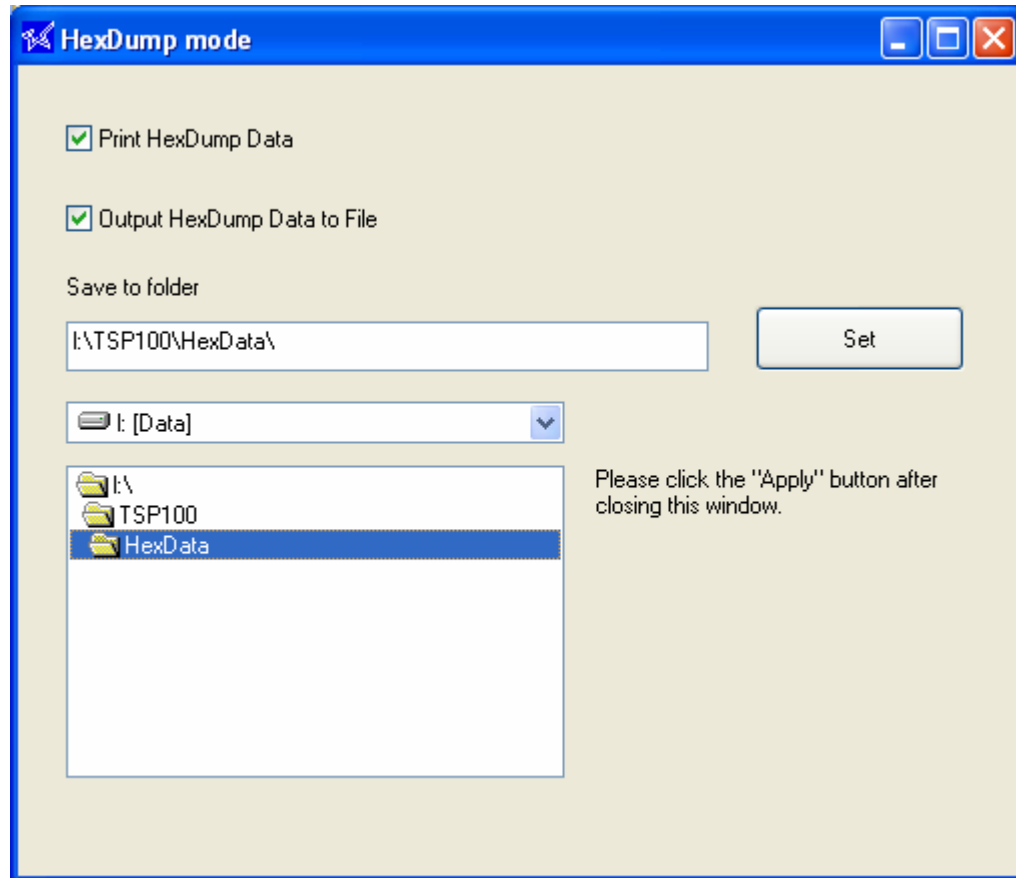 HexDump mode
Print HexDump Data
Output HexDump Data to File
Save to folder
I:\TSP100\HexData\
Set
I: [Data]
I:\
TSP100
HexData
Please click the "Apply" button after
closing this window.